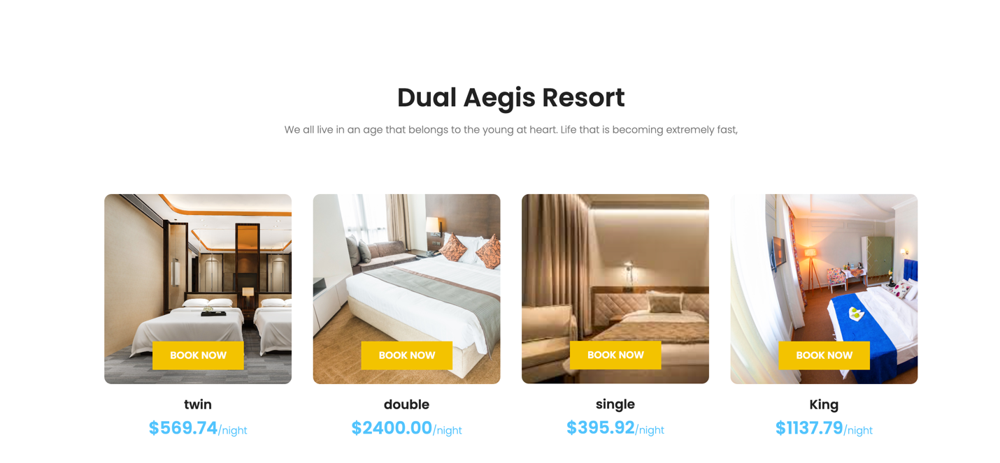 Dual Aegis Resort
We all live in an age that belongs to the young at heart. Life that is becoming extremely fast,
BOOK NOW
BOOK NOW
BOOK NOW
BOOK NOW
twin
double
single
King
$569.74/night
$2400.00/night
$395.92/night
$1137.79/night